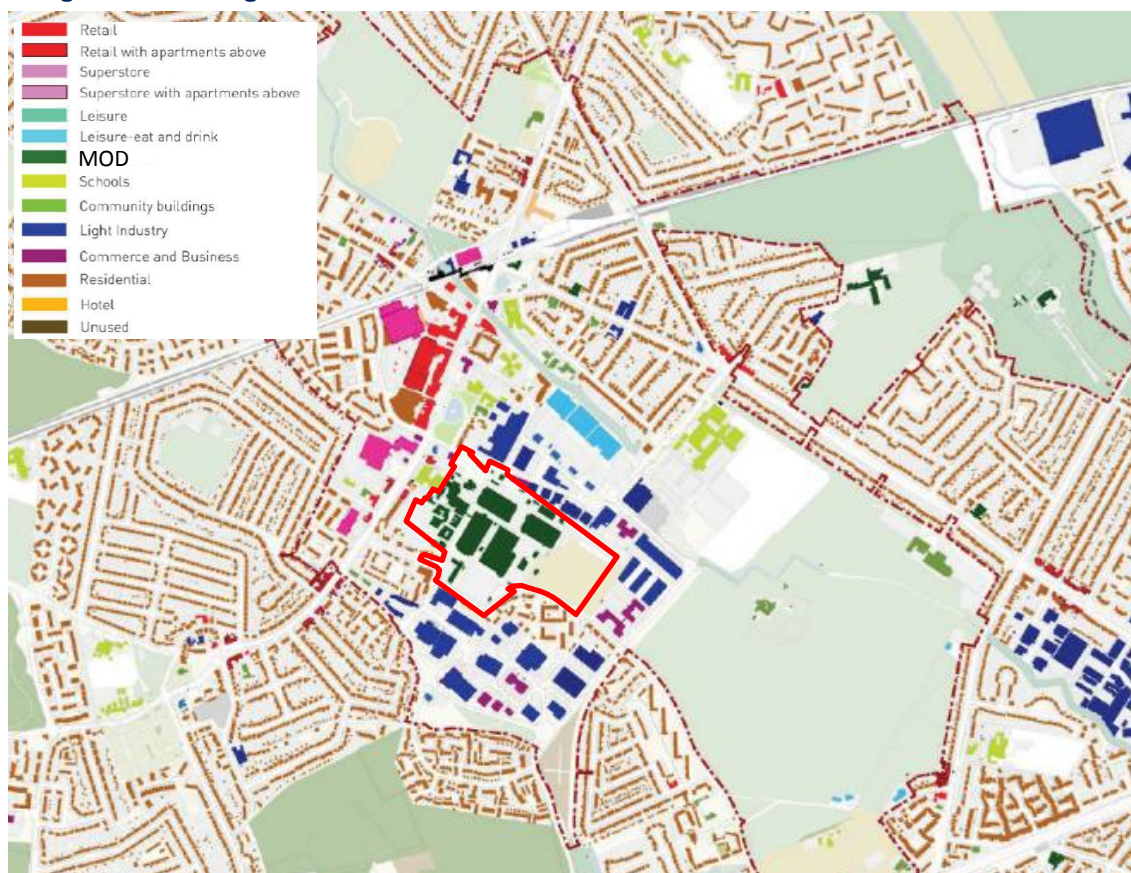 Retail
Retail with apartments above
Superstore
Superstore with apartments above
Leisure
Leisure-eat and drink
MOD
Schools
Community buildings
Light Industry
Commerce and Business
Residential
Hotel
Unused